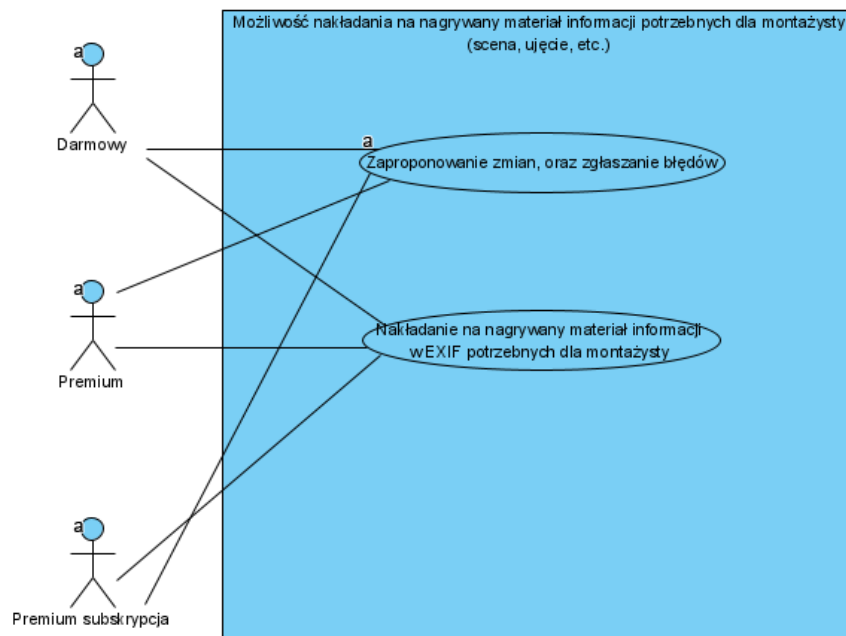 Możliwość nakładania na nagrywany materiał informacji potrzebnych dla montażysty
(scena, ujęcie, etc.)
a
Darmowy
a
Zaproponowanie zmian, oraz zgłaszanie błędów
a
Premium
Nakładanie na nagrywany materiał informacji
w EXIF potrzebnych dla montażysty
a
Premium subskrypcja